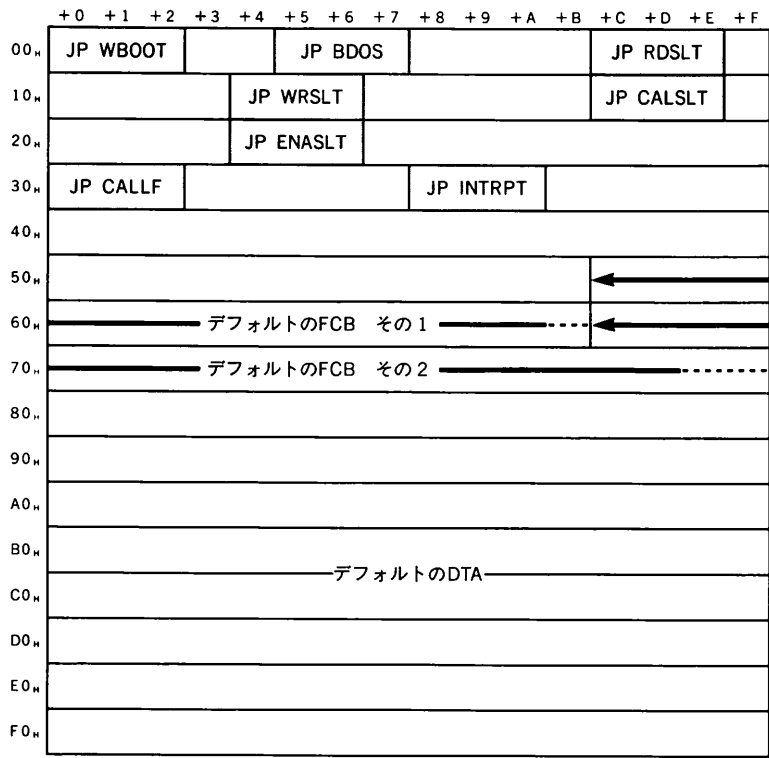 +0 +1 +2 +3 +4 +5 +6 +7 +8 +9 +A +B +C +D +E +F
00H JP WBOOT JP BDOS JP RDSLT
10H JP WRSLT JP CALSLT
20H JP ENASLT
30H JP CALLF JP INTRPT
40H
50H
60H デフォルトのFCB その1
70H デフォルトのFCB その2
80H
90H
A0H
B0H
デフォルトのDTA
C0H
D0H
E0H
F0H